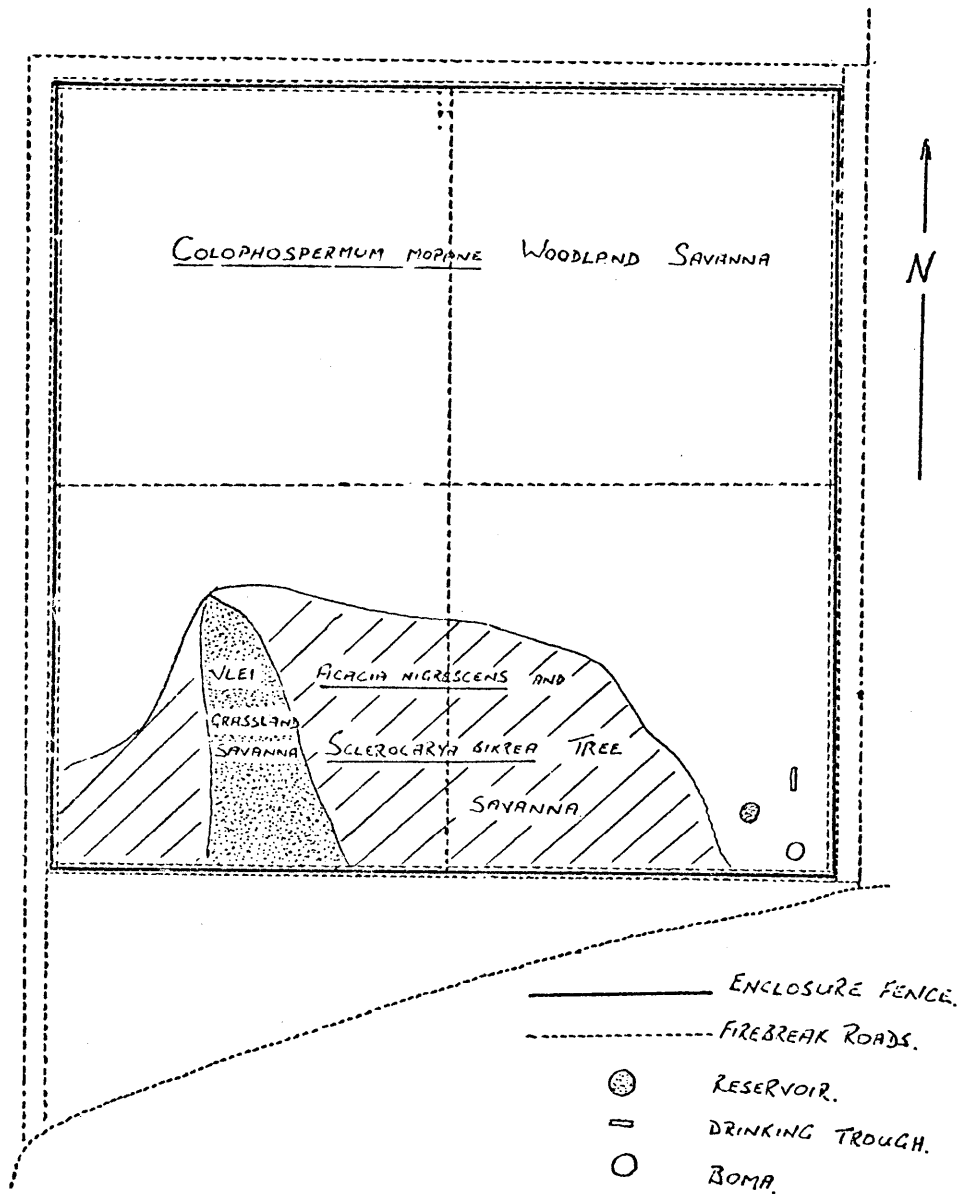 COLOPHOSPERMUM MOPANE WOODLAND SAVANNA
N
VLEI
GRASSLAND
SAVANNA
ACACIA NIGRESCENS AND
SCLEROCARYA BIRREA TREE
SAVANNA
ENCLOSURE FENCE.
FIREBREAK ROADS.
RESERVOIR.
DRINKING TROUGH.
BOMA.